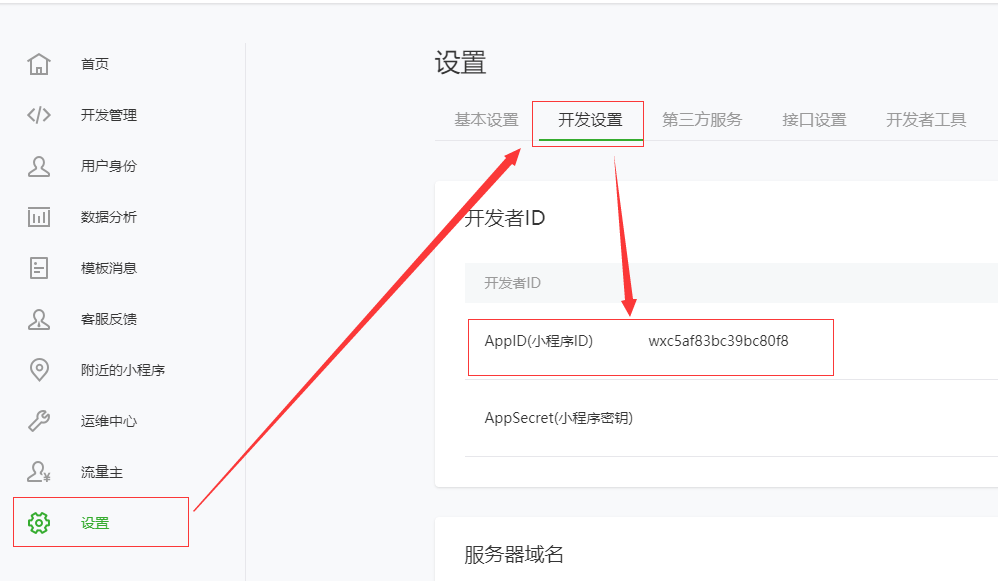 首页
开发管理
用户身份
数据分析
模板消息
客服反馈
附近的小程序
运维中心
流量主
设置
设置
基本设置 开发设置 第三方服务 接口设置 开发者工具
开发者ID
开发者ID
AppID(小程序ID) wxc5af83bc39bc80f8
AppSecret(小程序密钥)
服务器域名